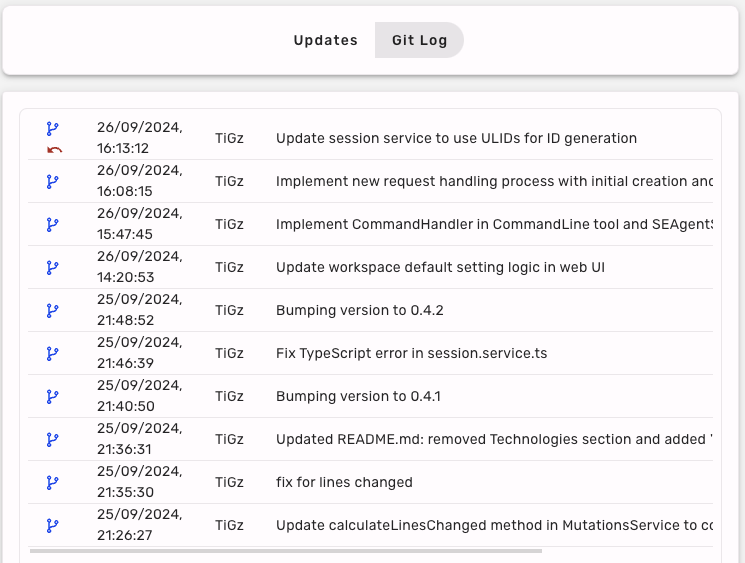 Updates Git Log
26/09/2024, 16:13:12 TiGz Update session service to use ULIDs for ID generation
26/09/2024, 16:08:15 TiGz Implement new request handling process with initial creation and
26/09/2024, 15:47:45 TiGz Implement CommandHandler in CommandLine tool and SEAgentS
26/09/2024, 14:20:53 TiGz Update workspace default setting logic in web UI
25/09/2024, 21:48:52 TiGz Bumping version to 0.4.2
25/09/2024, 21:46:39 TiGz Fix TypeScript error in session.service.ts
25/09/2024, 21:40:50 TiGz Bumping version to 0.4.1
25/09/2024, 21:36:31 TiGz Updated README.md: removed Technologies section and added '
25/09/2024, 21:35:30 TiGz fix for lines changed
25/09/2024, 21:26:27 TiGz Update calculateLinesChanged method in MutationsService to